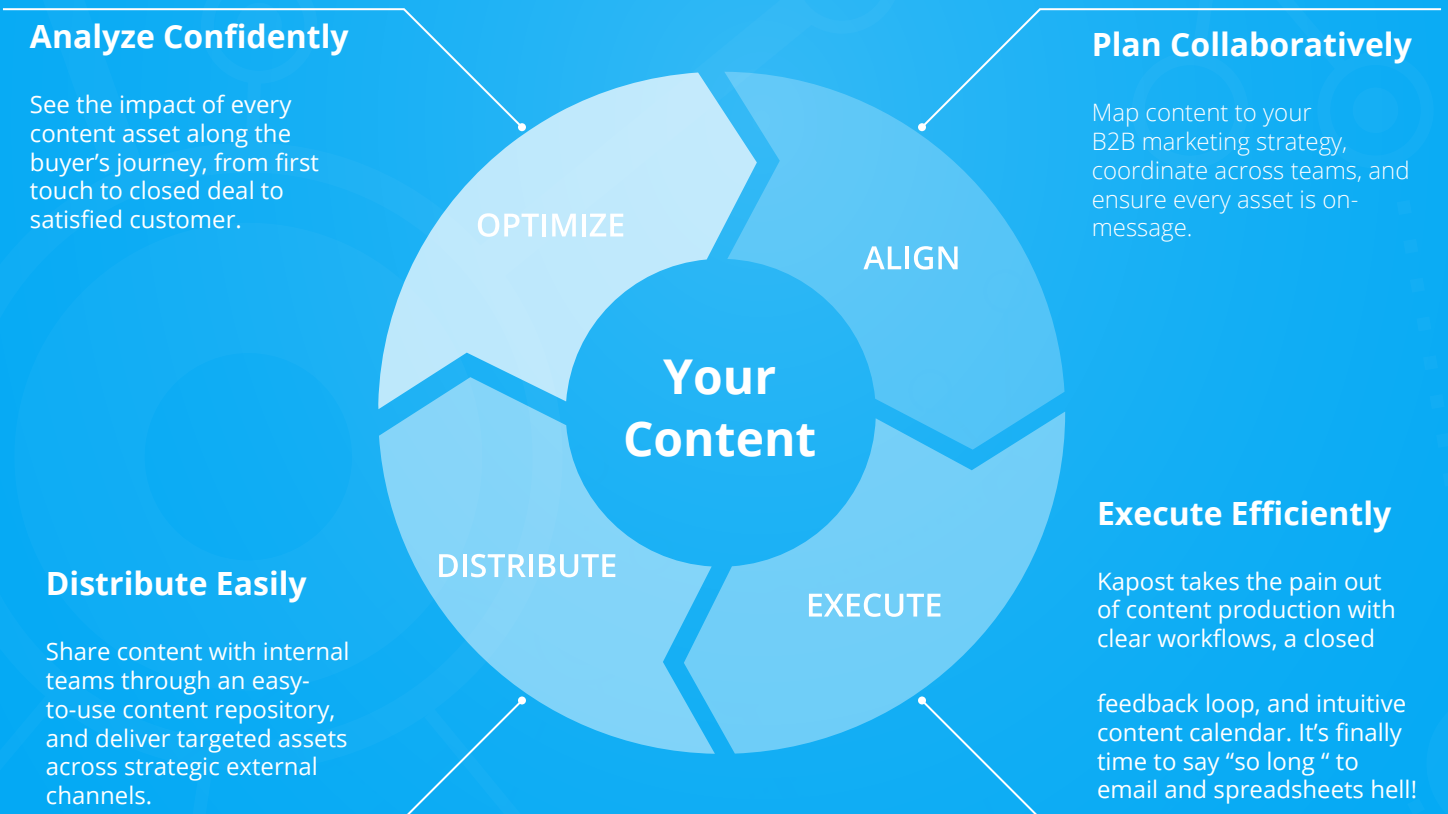 Analyze Confidently
See the impact of every
content asset along the
buyer’s journey, from first
touch to closed deal to
satisfied customer.
Plan Collaboratively
Map content to your
B2B marketing strategy,
coordinate across teams, and
ensure every asset is on-
message.
OPTIMIZE
ALIGN
Your
Content
DISTRIBUTE
EXECUTE
Distribute Easily
Share content with internal
teams through an easy-
to-use content repository,
and deliver targeted assets
across strategic external
channels.
Execute Efficiently
Kapost takes the pain out
of content production with
clear workflows, a closed
feedback loop, and intuitive
content calendar. It’s finally
time to say “so long “ to
email and spreadsheets hell!